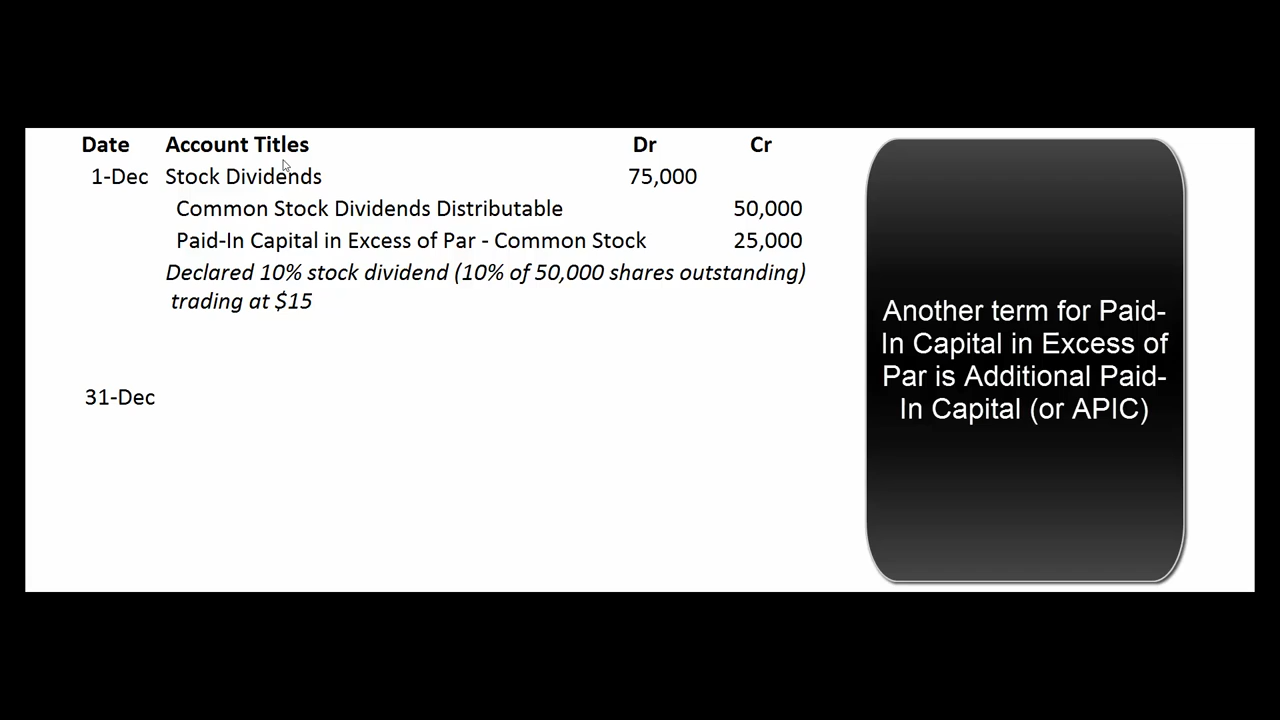 Date Account Titles Dr Cr
1-Dec Stock Dividends 75,000
Common Stock Dividends Distributable 50,000
Paid-In Capital in Excess of Par - Common Stock 25,000
Declared 10% stock dividend (10% of 50,000 shares outstanding)
trading at $15
31-Dec
Another term for Paid-
In Capital in Excess of
Par is Additional Paid-
In Capital (or APIC)